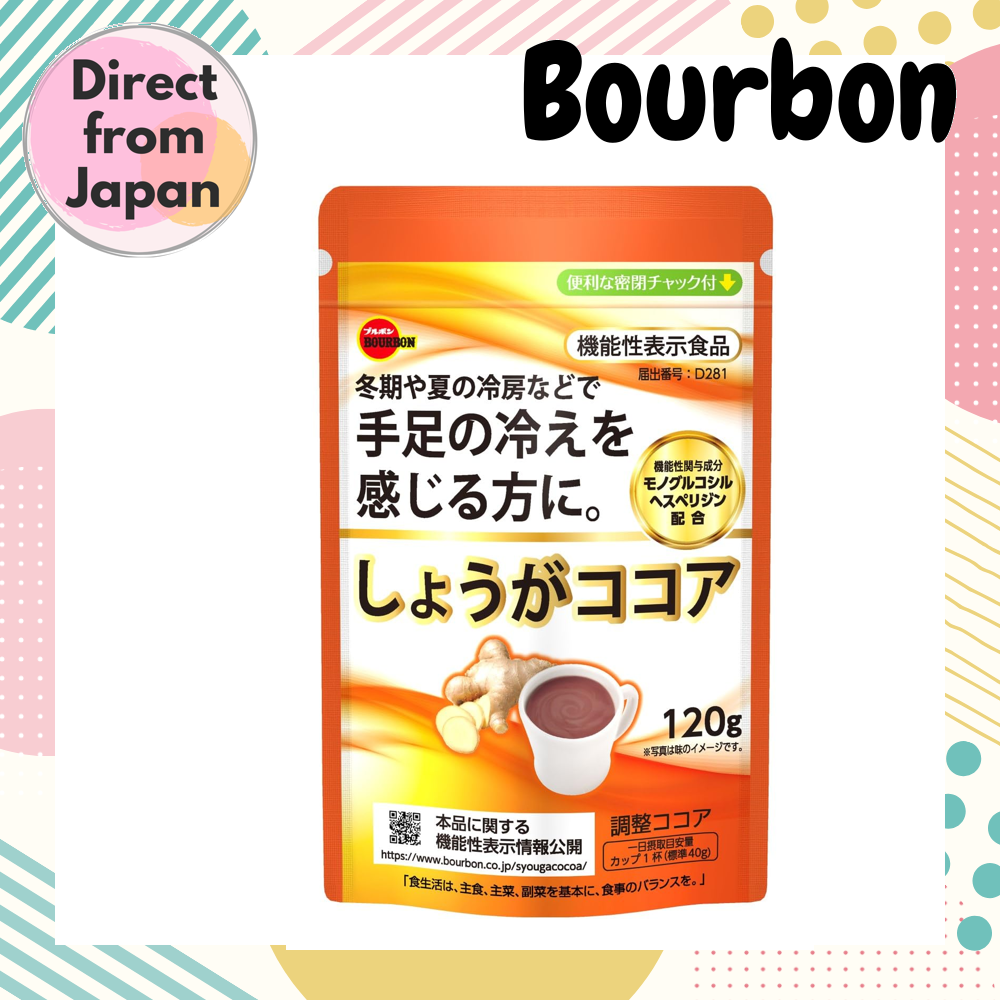 Direct
from
Japan
Bourbon
便利な密閉チャック付
ブルボン
BOURBON
機能性表示食品
届出番号：D281
冬期や夏の冷房などで
手足の冷えを
感じる方に。
機能性関与成分
モノグルコシル
ヘスペリジン
配合
しょうがココア
120g
※写真は味のイメージです。
本品に関する
機能性表示情報公開
https://www.bourbon.co.jp/syougacocoa/
調整ココア
一日摂取目安量
カップ1杯(標準40g)
「食生活は、主食、主菜、副菜を基本に、食事のバランスを。」